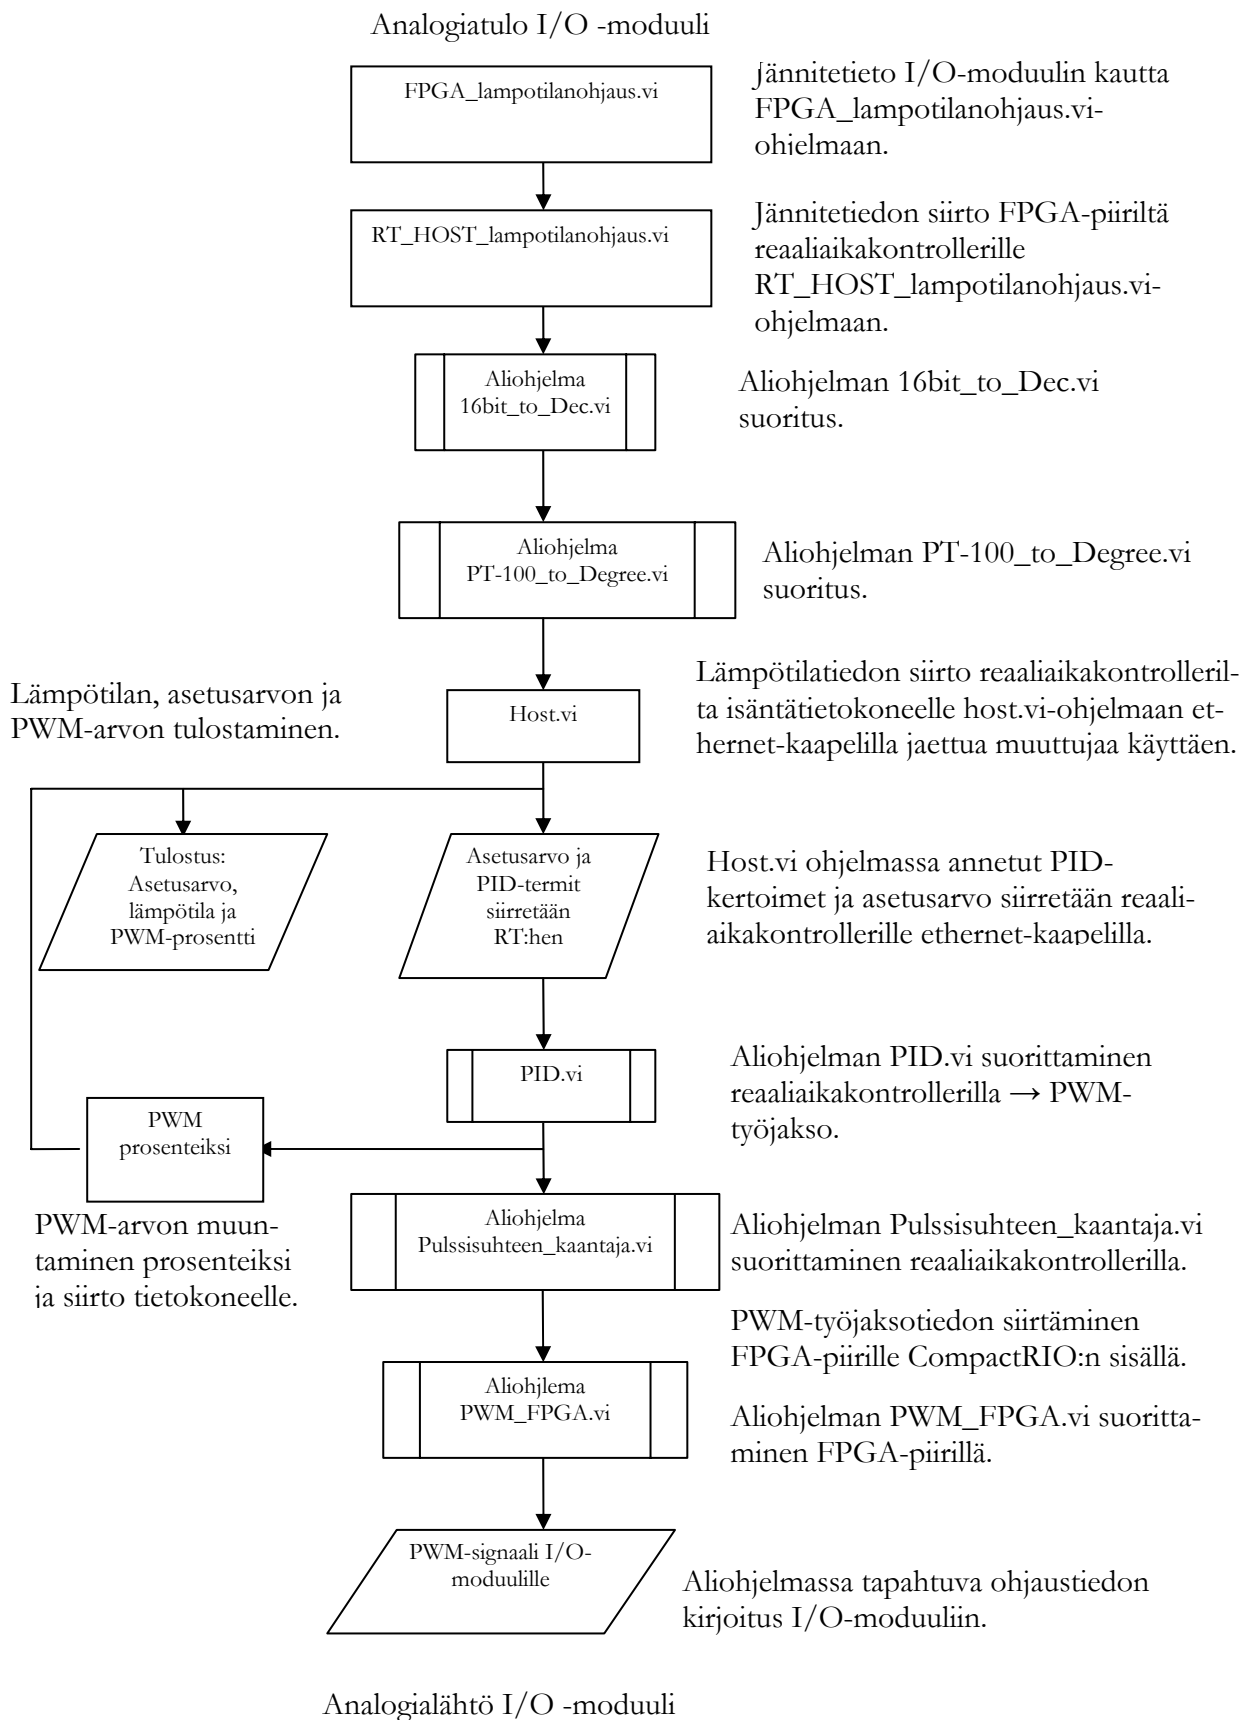 Analogiatulo I/O -moduuli
FPGA_lampotilanohjaus.vi
Jännitetieto I/O-moduulin kautta
FPGA_lampotilanohjaus.vi-
ohjelmaan.
RT_HOST_lampotilanohjaus.vi
Jännitetiedon siirto FPGA-piiriltä
reaaliaikakontrollerille
RT_HOST_lampotilanohjaus.vi-
ohjelmaan.
Aliohjelma
16bit_to_Dec.vi
Aliohjelman 16bit_to_Dec.vi
suoritus.
Aliohjelma
PT-100_to_Degree.vi
Aliohjelman PT-100_to_Degree.vi
suoritus.
Lämpötilan, asetusarvon ja
PWM-arvon tulostaminen.
Host.vi
Lämpötilatiedon siirto reaaliaikakontrolleril-
ta isäntätietokoneelle host.vi-ohjelmaan et-
hernet-kaapelilla jaettua muuttujaa käyttäen.
Tulostus:
Asetusarvo,
lämpötila ja
PWM-prosentti
Asetusarvo ja
PID-termit
siirretään
RT:hen
Host.vi ohjelmassa annetut PID-
kertoimet ja asetusarvo siirretään reaali-
aikakontrollerille ethernet-kaapelilla.
PID.vi
Aliohjelman PID.vi suorittaminen
reaaliaikakontrollerilla → PWM-
työjakso.
PWM
prosenteiksi
PWM-arvon muun-
taminen prosenteiksi
ja siirto tietokoneelle.
Aliohjelma
Pulssisuhteen_kaantaja.vi
Aliohjelman Pulssisuhteen_kaantaja.vi
suorittaminen reaaliaikakontrollerilla.
PWM-työjaksotiedon siirtäminen
FPGA-piirille CompactRIO:n sisällä.
Aliohjlema
PWM_FPGA.vi
Aliohjelman PWM_FPGA.vi suoritta-
minen FPGA-piirillä.
PWM-signaali I/O-
moduulille
Aliohjelmassa tapahtuva ohjaustiedon
kirjoitus I/O-moduuliin.
Analogialähtö I/O -moduuli